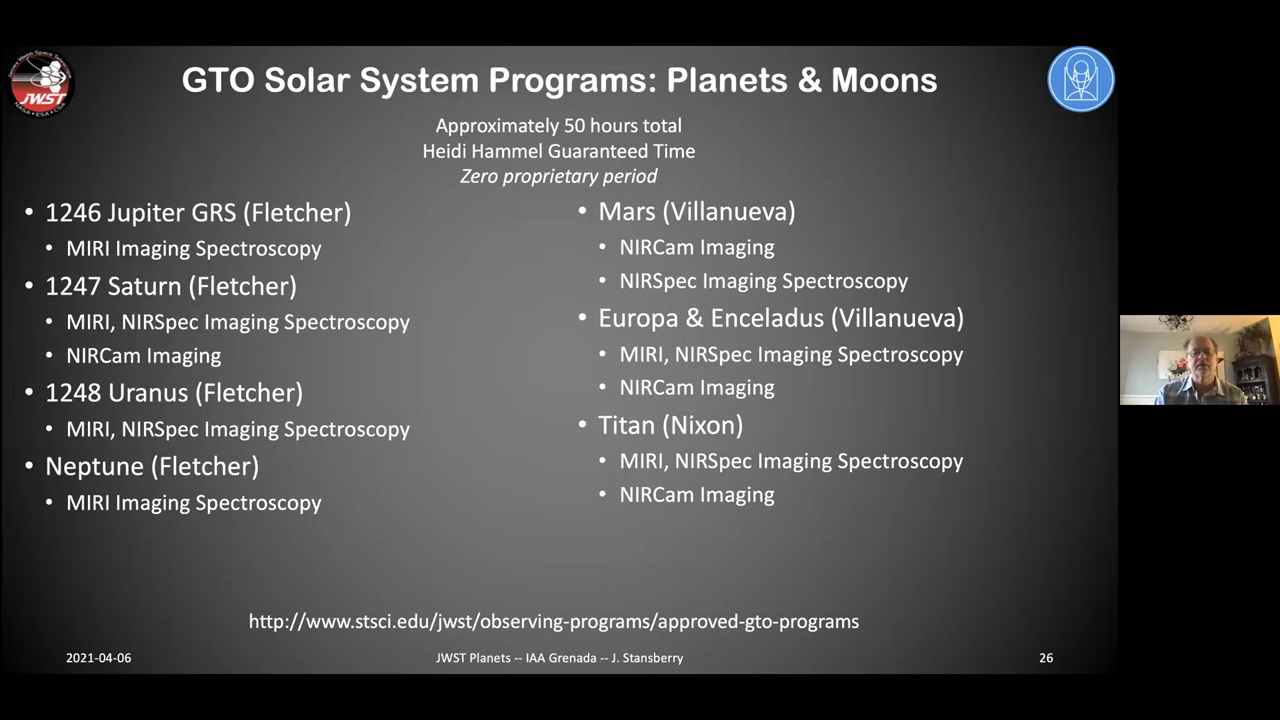 GTO Solar System Programs: Planets & Moons
Approximately 50 hours total
Heidi Hammel Guaranteed Time
Zero proprietary period
• 1246 Jupiter GRS (Fletcher)
• MIRI Imaging Spectroscopy
• 1247 Saturn (Fletcher)
• MIRI, NIRSpec Imaging Spectroscopy
• NIRCam Imaging
• 1248 Uranus (Fletcher)
• MIRI, NIRSpec Imaging Spectroscopy
• Neptune (Fletcher)
• MIRI Imaging Spectroscopy
• Mars (Villanueva)
• NIRCam Imaging
• NIRSpec Imaging Spectroscopy
• Europa & Enceladus (Villanueva)
• MIRI, NIRSpec Imaging Spectroscopy
• NIRCam Imaging
• Titan (Nixon)
• MIRI, NIRSpec Imaging Spectroscopy
• NIRCam Imaging
http://www.stsci.edu/jwst/observing-programs/approved-gto-programs
2021-04-06
JWST Planets -- IAA Grenada -- J. Stansberry
26
JWST